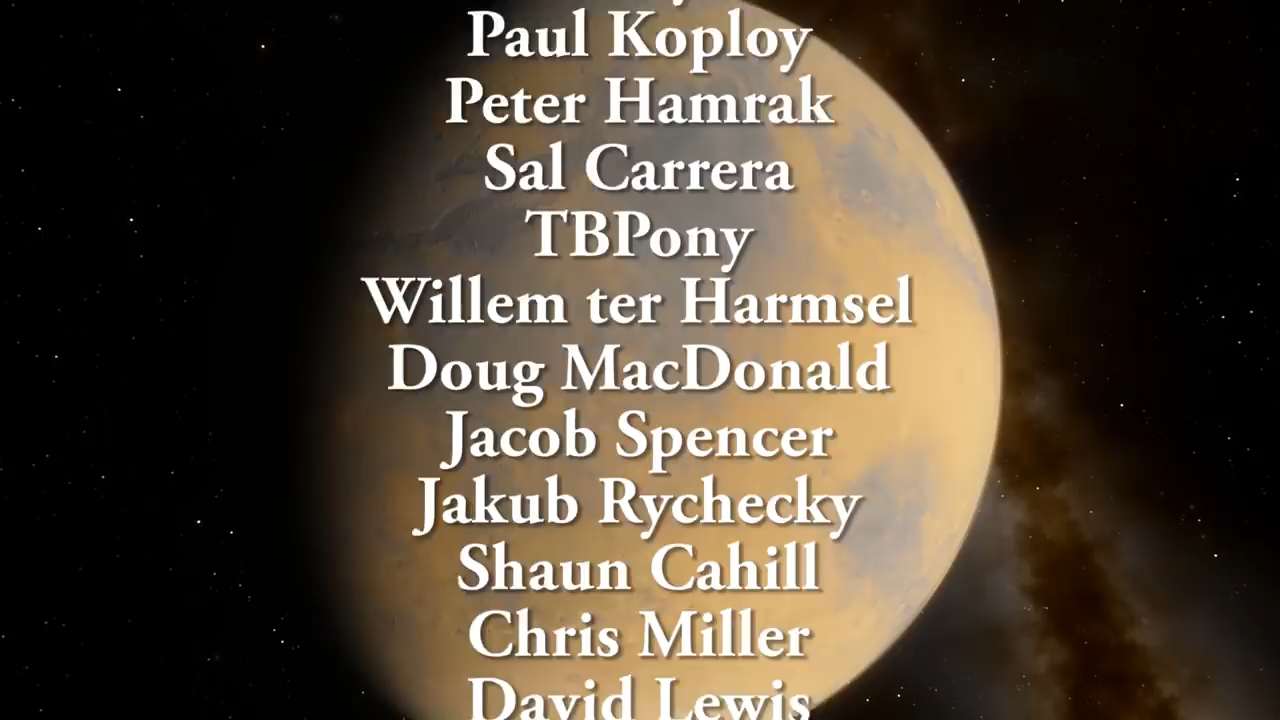 Paul Koploy
Peter Hamrak
Sal Carrera
TBPony
Willem ter Harmsel
Doug MacDonald
Jacob Spencer
Jakub Rychecky
Shaun Cahill
Chris Miller
David Lewis